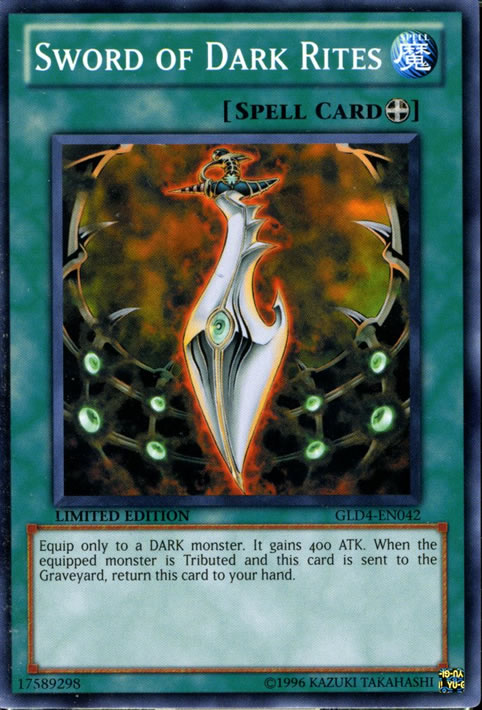 SWORD OF DARK RITES
SPELL
魔
[SPELL CARD]
LIMITED EDITION
GLD4-EN042
Equip only to a DARK monster. It gains 400 ATK. When the
equipped monster is Tributed and this card is sent to the
Graveyard, return this card to your hand.
17589298
©1996 KAZUKI TAKAHASHI